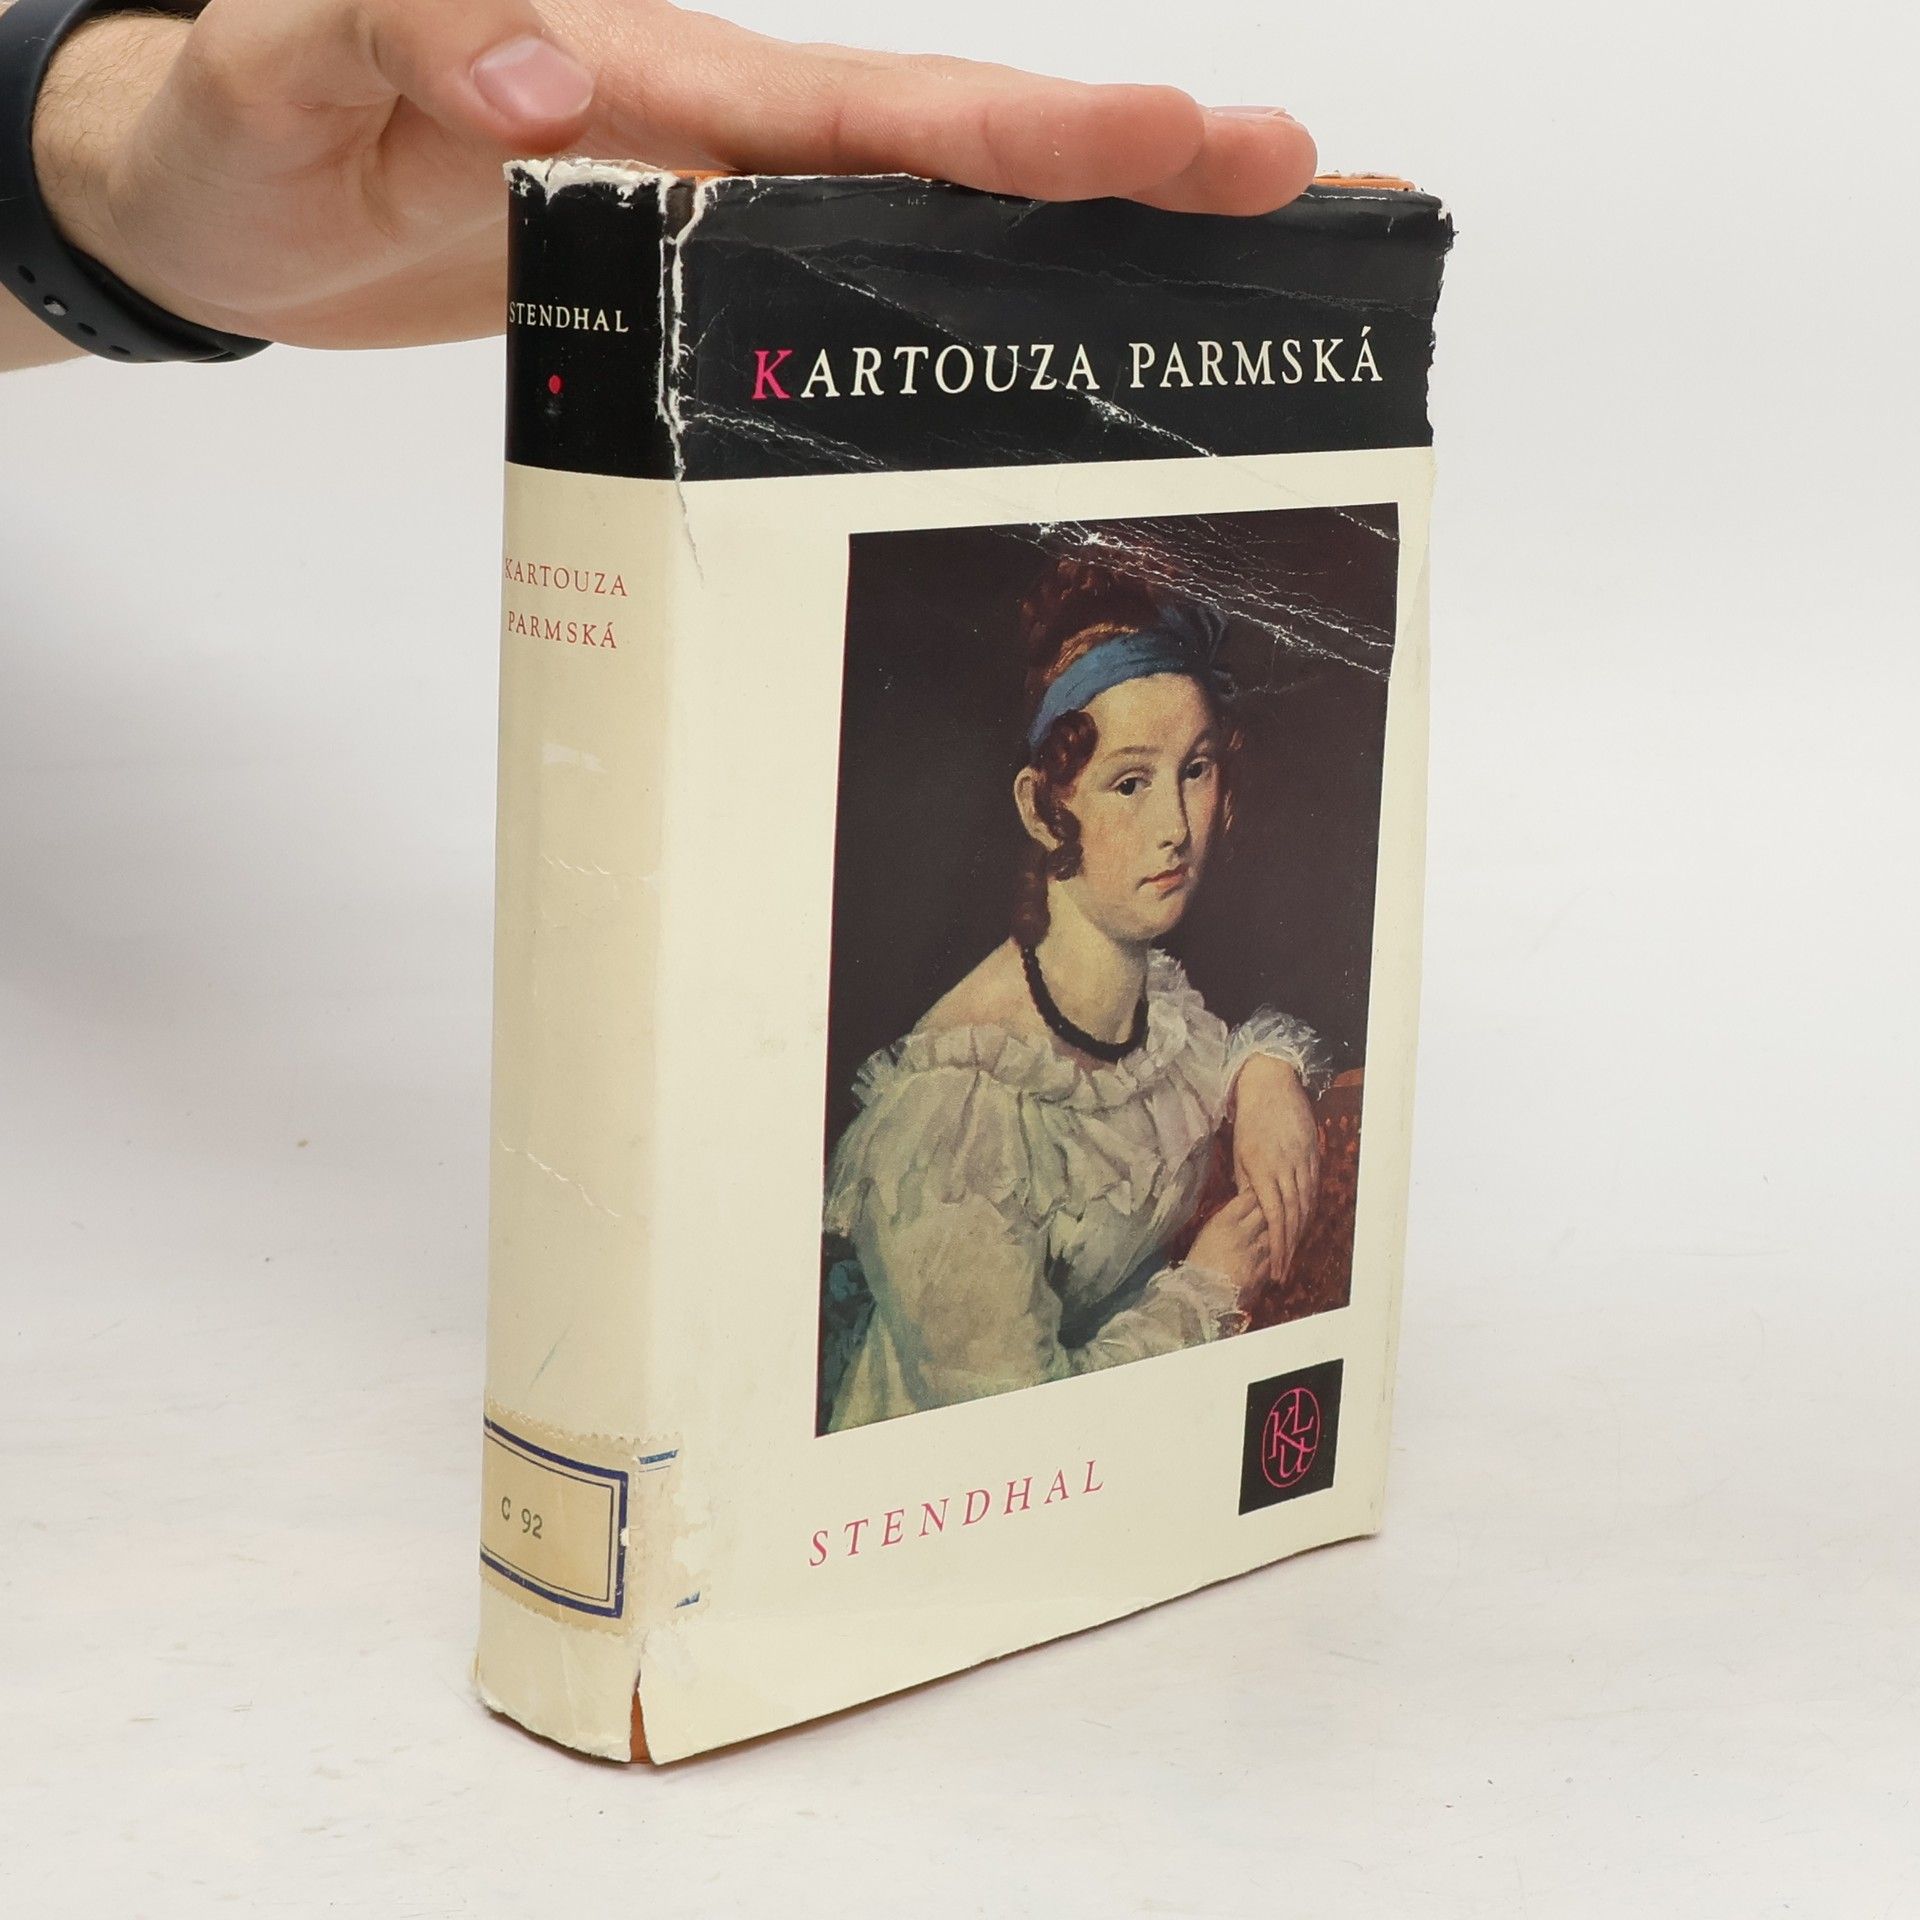 STENDHAL
KARTOUZA
PARMSKÁ
C 92
KARTOUZA PARMSKÁ
KLU
STENDHAL